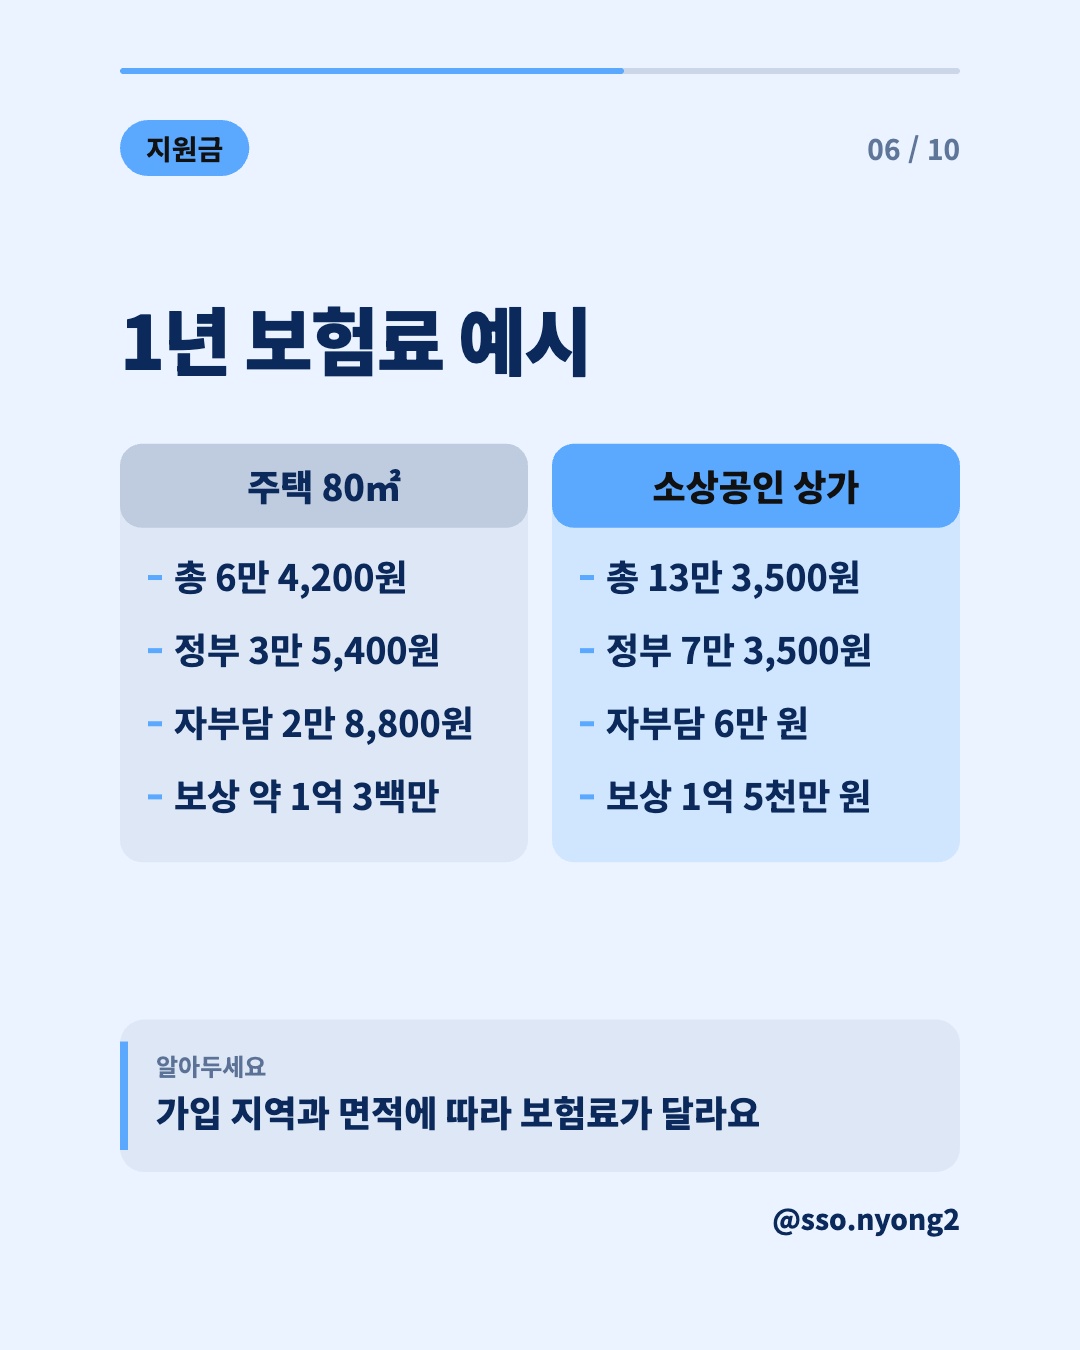 지원금
06 / 10
1년 보험료 예시
주택 80㎡
- 총 6만 4,200원
- 정부 3만 5,400원
- 자부담 2만 8,800원
- 보상 약 1억 3백만
소상공인 상가
- 총 13만 3,500원
- 정부 7만 3,500원
- 자부담 6만 원
- 보상 1억 5천만 원
알아두세요
가입 지역과 면적에 따라 보험료가 달라요
@sso.nyong2